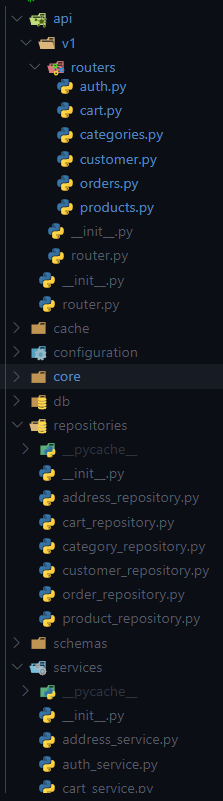 api
v1
routers
auth.py
cart.py
categories.py
customer.py
orders.py
products.py
__init__.py
router.py
__init__.py
router.py
cache
configuration
core
db
repositories
__pycache__
__init__.py
address_repository.py
cart_repository.py
category_repository.py
customer_repository.py
order_repository.py
product_repository.py
schemas
services
__pycache__
__init__.py
address_service.py
auth_service.py
cart_service.py